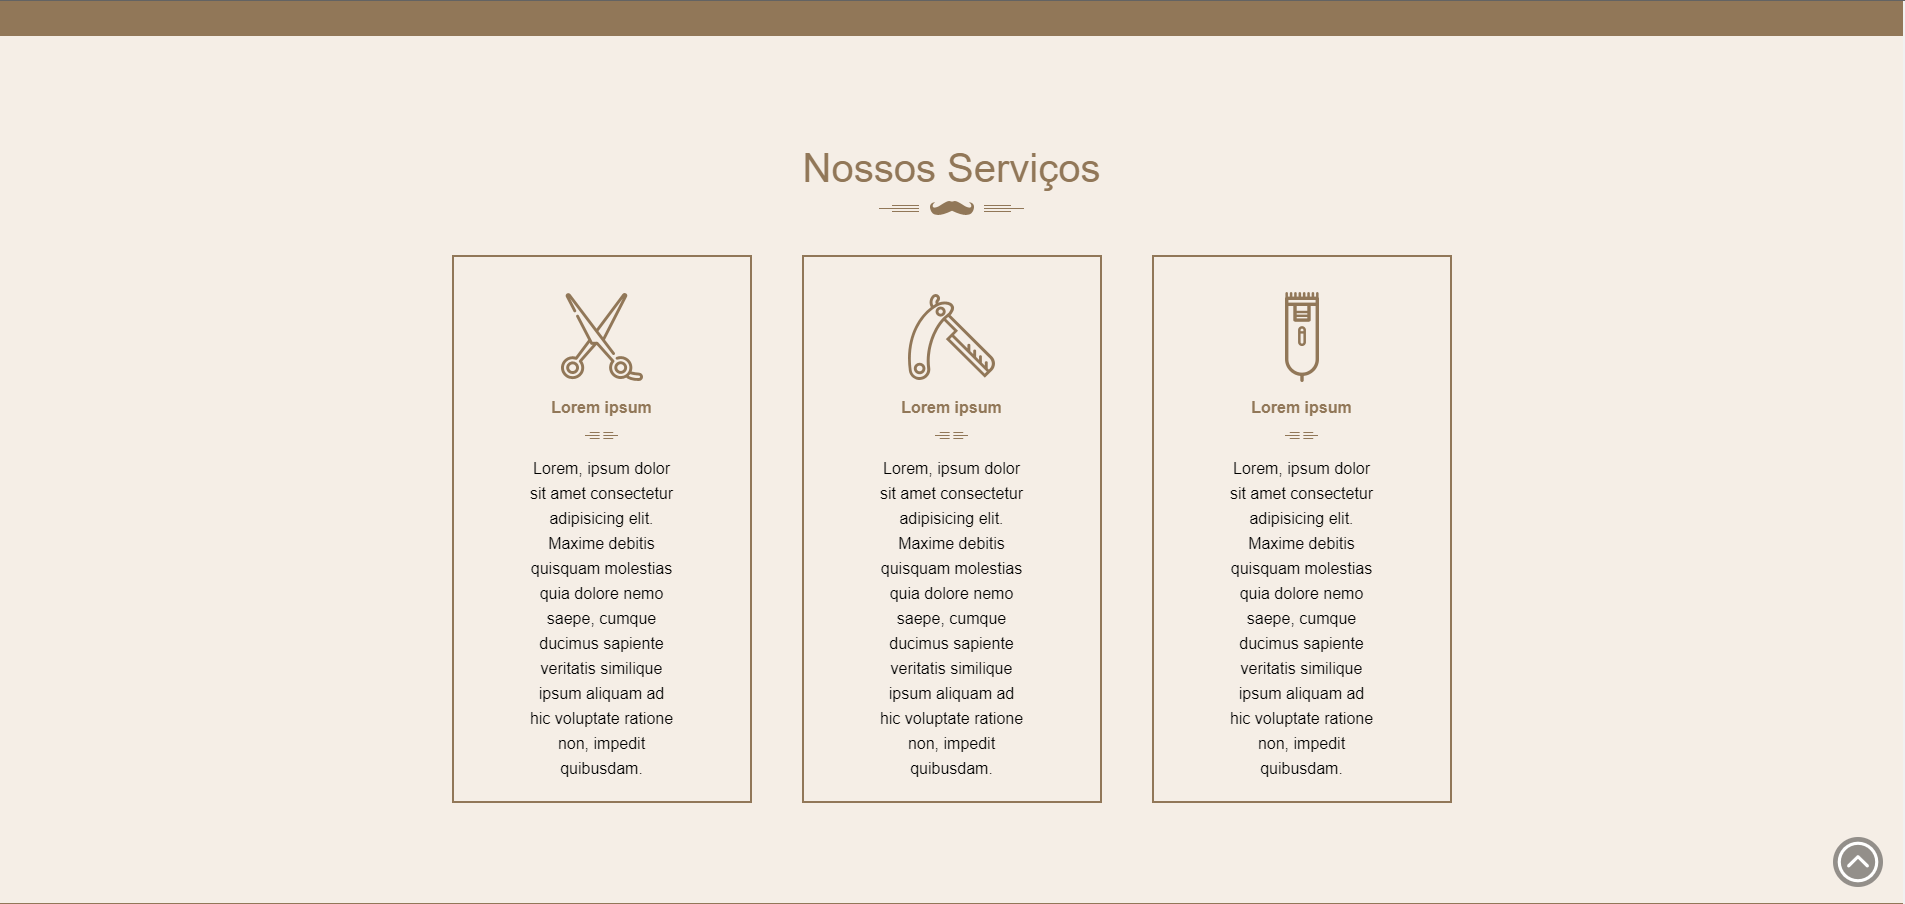 Nossos Serviços
Lorem ipsum
Lorem, ipsum dolor
sit amet consectetur
adipisicing elit.
Maxime debitis
quisquam molestias
quia dolore nemo
saepe, cumque
ducimus sapiente
veritatis similique
ipsum aliquam ad
hic voluptate ratione
non, impedit
quibusdam.
Lorem ipsum
Lorem, ipsum dolor
sit amet consectetur
adipisicing elit.
Maxime debitis
quisquam molestias
quia dolore nemo
saepe, cumque
ducimus sapiente
veritatis similique
ipsum aliquam ad
hic voluptate ratione
non, impedit
quibusdam.
Lorem ipsum
Lorem, ipsum dolor
sit amet consectetur
adipisicing elit.
Maxime debitis
quisquam molestias
quia dolore nemo
saepe, cumque
ducimus sapiente
veritatis similique
ipsum aliquam ad
hic voluptate ratione
non, impedit
quibusdam.